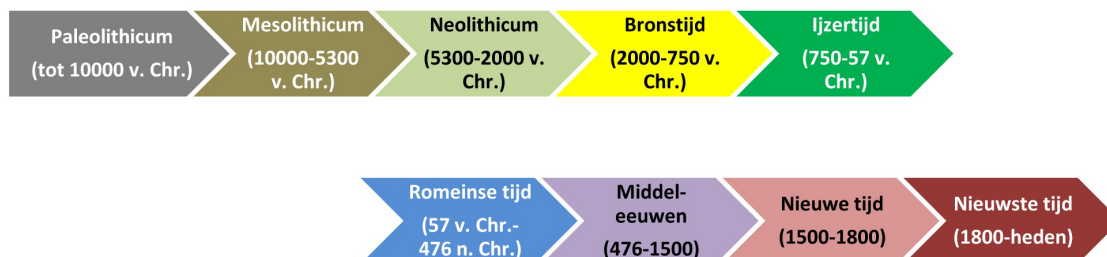 Paleolithicum
(tot 10000 v. Chr.)
Mesolithicum
(10000-5300
v. Chr.)
Neolithicum
(5300-2000 v.
Chr.)
Bronstijd
(2000-750 v.
Chr.)
Ijzertijd
(750-57 v.
Chr.)
Romeinse tijd
(57 v. Chr.-
476 n. Chr.)
Middel-
eeuwen
(476-1500)
Nieuwe tijd
(1500-1800)
Nieuwste tijd
(1800-heden)